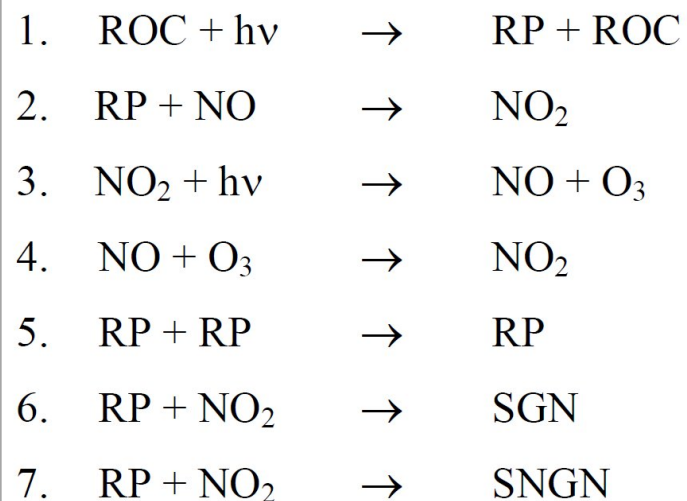 1. ROC + hν → RP + ROC
2. RP + NO → NO₂
3. NO₂ + hν → NO + O₃
4. NO + O₃ → NO₂
5. RP + RP → RP
6. RP + NO₂ → SGN
7. RP + NO₂ → SNGN